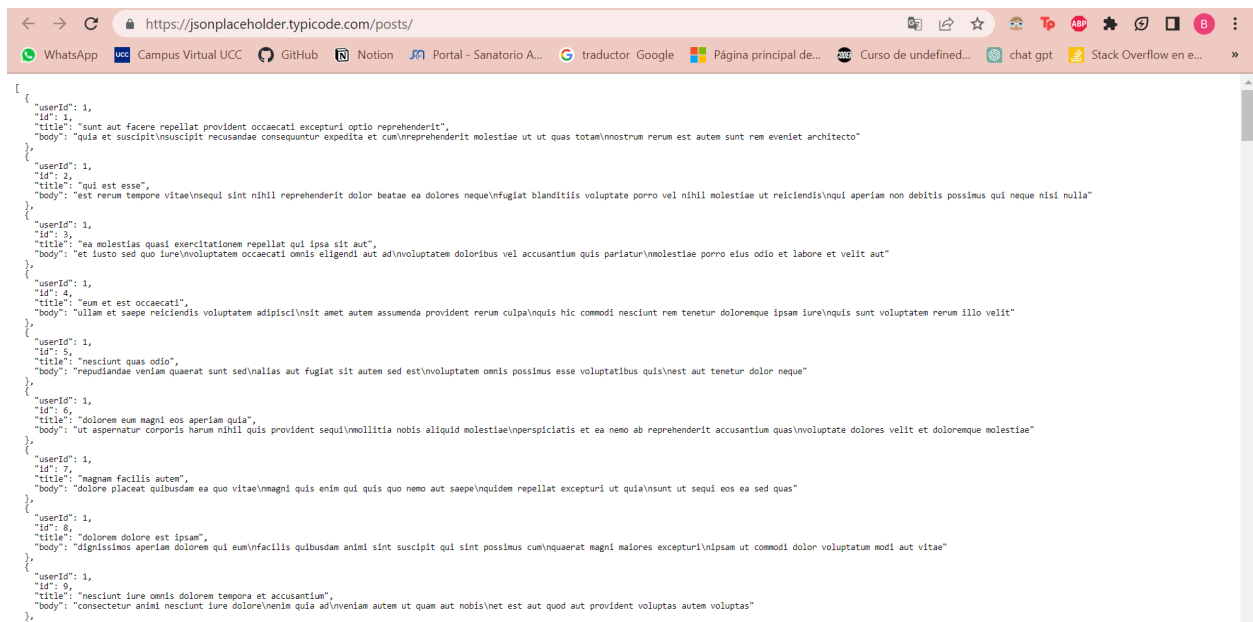 https://jsonplaceholder.typicode.com/posts/
Tp ABP B
WhatsApp UCC Campus Virtual UCC GitHub Notion Portal - Sanatorio A... traductor Google Página principal de... Curso de undefined... chat gpt Stack Overflow en e... »
[
{
"userId": 1,
"id": 1,
"title": "sunt aut facere repellat provident occaecati excepturi optio reprehenderit",
"body": "quia et suscipit\nsuscipit recusandae consequuntur expedita et cum\nreprehenderit molestiae ut ut quas totam\nnostrum rerum est autem sunt rem eveniet architecto"
},
{
"userId": 1,
"id": 2,
"title": "qui est esse",
"body": "est rerum tempore vitae\nsequi sint nihil reprehenderit dolor beatae ea dolores neque\nfugiat blanditiis voluptate porro vel nihil molestiae ut reiciendis\nqui aperiam non debitis possimus qui neque nisi nulla"
},
{
"userId": 1,
"id": 3,
"title": "ea molestias quasi exercitationem repellat qui ipsa sit aut",
"body": "et iusto sed quo iure\nvoluptatem occaecati omnis eligendi aut ad\nvoluptatem doloribus vel accusantium quis pariatur\nmolestiae porro eius odio et labore et velit aut"
},
{
"userId": 1,
"id": 4,
"title": "eum et est occaecati",
"body": "ullam et saepe reiciendis voluptatem adipisci\nsit amet autem assumenda provident rerum culpa\nquis hic commodi nesciunt rem tenetur doloremque ipsam iure\nquis sunt voluptatem rerum illo velit"
},
{
"userId": 1,
"id": 5,
"title": "nesciunt quas odio",
"body": "repudiandae veniam quaerat sunt sed\nalias aut fugiat sit autem sed est\nvoluptatem omnis possimus esse voluptatibus quis\nest aut tenetur dolor neque"
},
{
"userId": 1,
"id": 6,
"title": "dolorem eum magni eos aperiam quia",
"body": "ut aspernatur corporis harum nihil quis provident sequi\nmollitia nobis aliquid molestiae\nperspiciatis et ea nemo ab reprehenderit accusantium quas\nvoluptate dolores velit et doloremque molestiae"
},
{
"userId": 1,
"id": 7,
"title": "magnam facilis autem",
"body": "dolore placeat quibusdam ea quo vitae\nmagni quis enim qui quis quo nemo aut saepe\nquidem repellat excepturi ut quia\nsunt ut sequi eos ea sed quas"
},
{
"userId": 1,
"id": 8,
"title": "dolorem dolore est ipsam",
"body": "dignissimos aperiam dolorem qui eum\nfacilis quibusdam animi sint suscipit qui sint possimus cum\nquaerat magni maiores excepturi\nipsam ut commodi dolor voluptatum modi aut vitae"
},
{
"userId": 1,
"id": 9,
"title": "nesciunt iure omnis dolorem tempora et accusantium",
"body": "consectetur animi nesciunt iure dolore\nenim quia ad\nveniam autem ut quam aut nobis\net est aut quod aut provident voluptas autem voluptas"
},